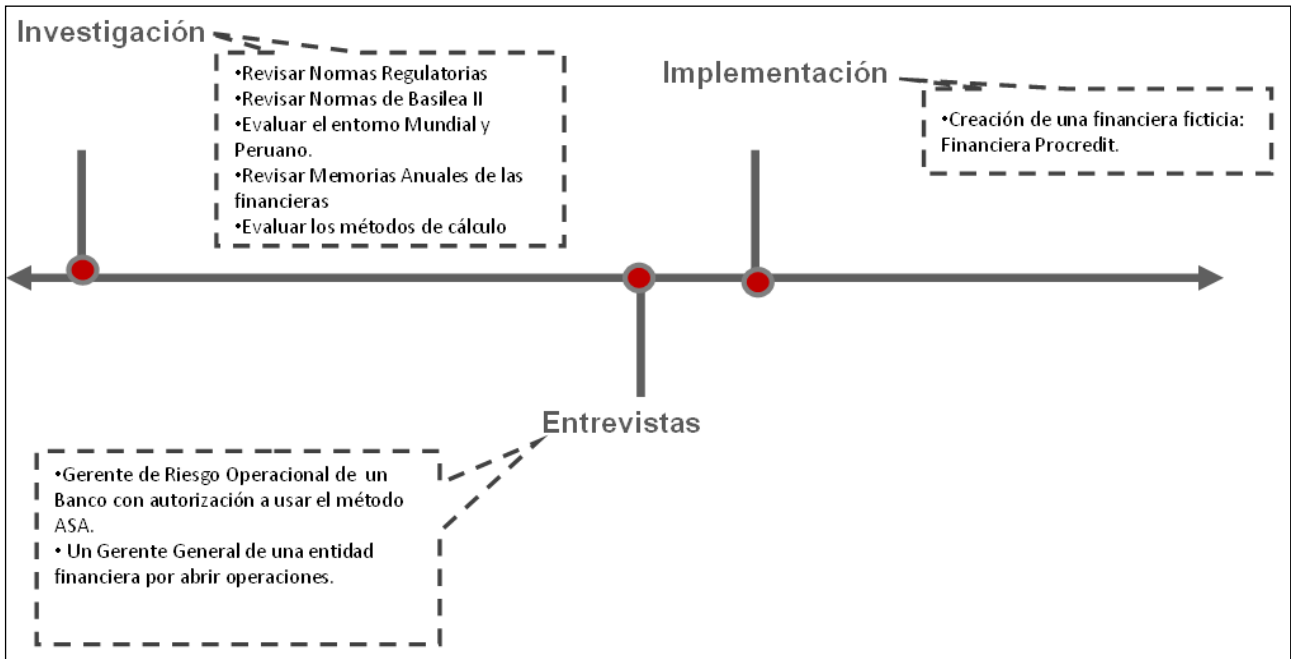 Investigación
•Revisar Normas Regulatorias
•Revisar Normas de Basilea II
•Evaluar el entorno Mundial y
Peruano.
•Revisar Memorias Anuales de las
financieras
•Evaluar los métodos de cálculo
Implementación
•Creación de una financiera ficticia:
Financiera Procredit.
Entrevistas
•Gerente de Riesgo Operacional de un
Banco con autorización a usar el método
ASA.
• Un Gerente General de una entidad
financiera por abrir operaciones.